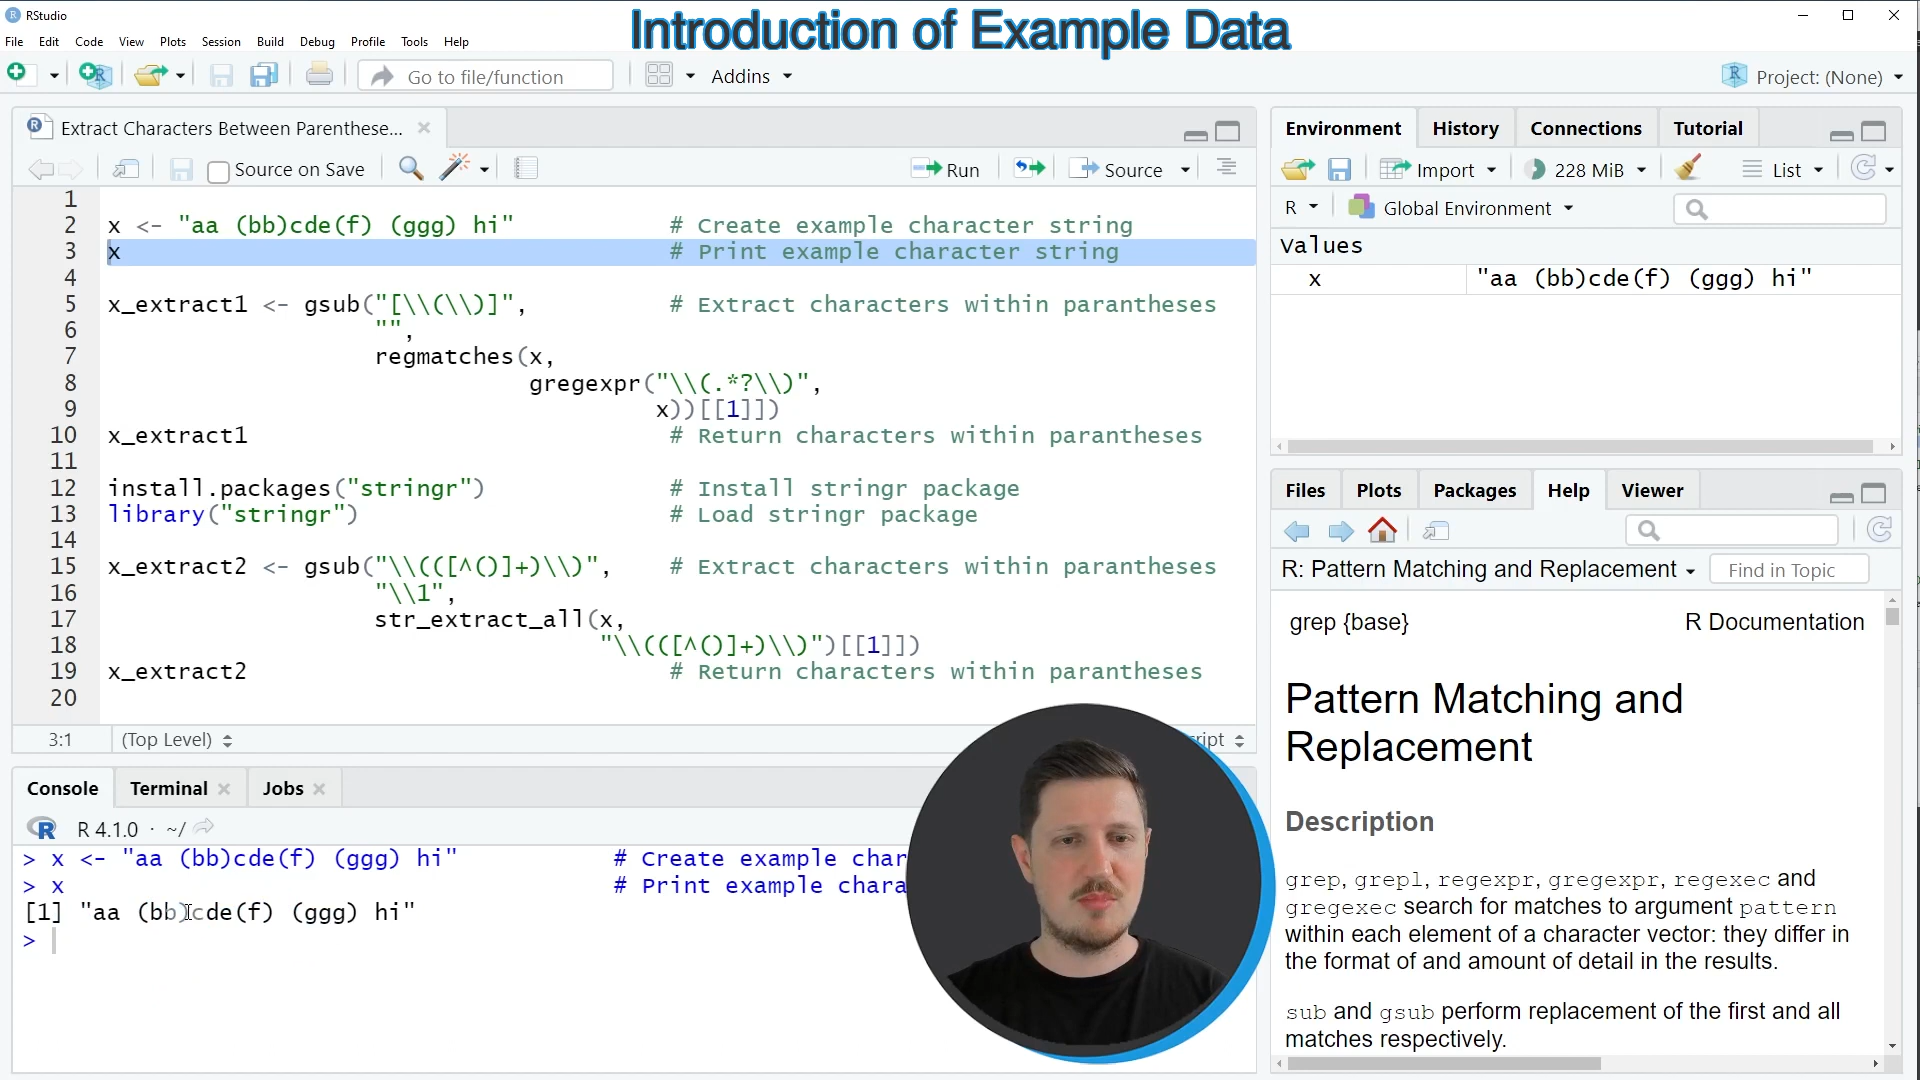 RStudio
Introduction of Example Data
File Edit Code View Plots Session Build Debug Profile Tools Help
Go to file/function Addins Project: (None)
Extract Characters Between Parenthese...
Source on Save Run Source
1
2 x <- "aa (bb)cde(f) (ggg) hi" # Create example character string
3 x # Print example character string
4
5 x_extract1 <- gsub("[\\(\\)]", # Extract characters within parantheses
6 "",
7 regmatches(x,
8 gregexpr("\\(.*?\\)",
9 x))[[1]])
10 x_extract1 # Return characters within parantheses
11
12 install.packages("stringr") # Install stringr package
13 library("stringr") # Load stringr package
14
15 x_extract2 <- gsub("\\(([^()]+)\\)", # Extract characters within parantheses
16 "\\1",
17 str_extract_all(x,
18 "\\(([^()]+)\\)")[[1]])
19 x_extract2 # Return characters within parantheses
20
3:1 (Top Level) cript
Console Terminal Jobs
R 4.1.0 · ~/
> x <- "aa (bb)cde(f) (ggg) hi" # Create example char
> x # Print example chara
[1] "aa (bb)cde(f) (ggg) hi"
>
Environment History Connections Tutorial
Import 228 MiB List
R Global Environment
Values
x "aa (bb)cde(f) (ggg) hi"
Files Plots Packages Help Viewer
R: Pattern Matching and Replacement Find in Topic
grep {base} R Documentation
Pattern Matching and
Replacement
Description
grep, grepl, regexpr, gregexpr, regexec and
gregexec search for matches to argument pattern
within each element of a character vector: they differ in
the format of and amount of detail in the results.
sub and gsub perform replacement of the first and all
matches respectively.